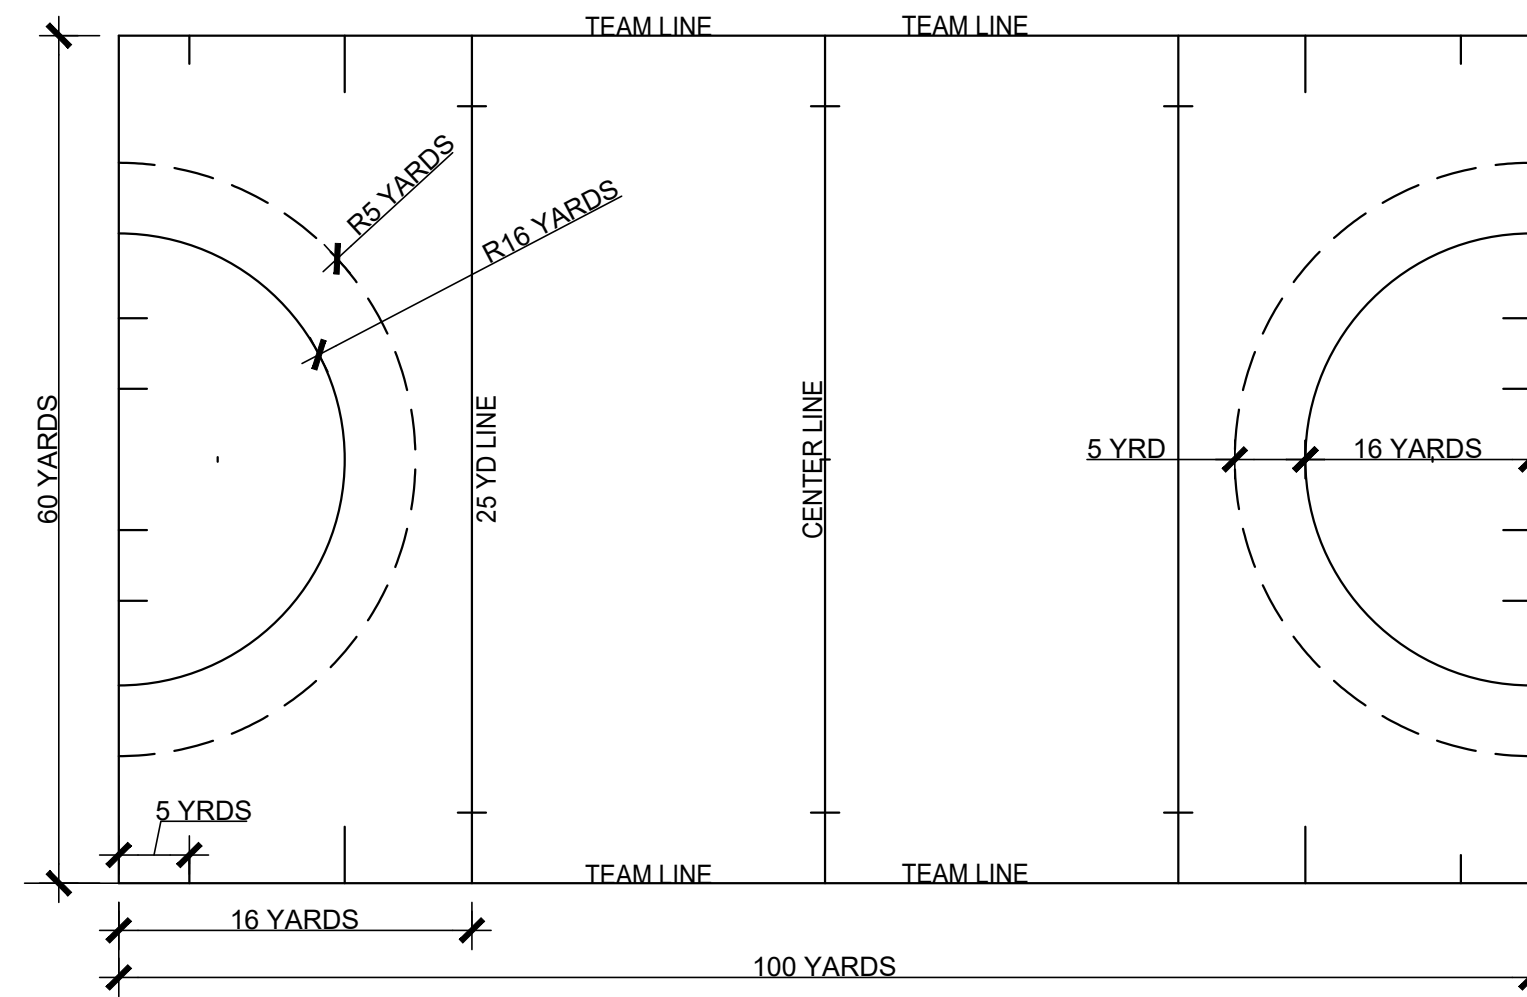 TEAM LINE
TEAM LINE
R5 YARDS
R16 YARDS
60 YARDS
25 YD LINE
CENTER LINE
5 YRD
16 YARDS
5 YRDS
TEAM LINE
TEAM LINE
16 YARDS
100 YARDS